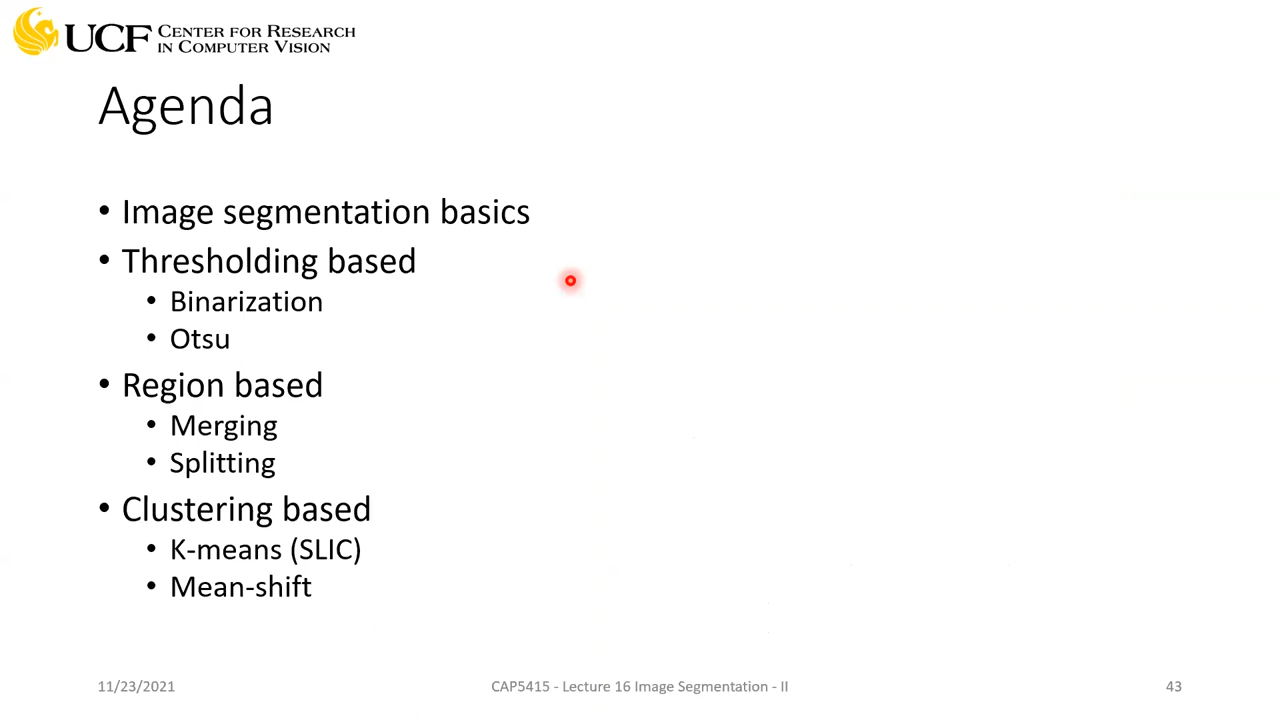 UCF CENTER FOR RESEARCH
IN COMPUTER VISION
Agenda
• Image segmentation basics
• Thresholding based
• Binarization
• Otsu
• Region based
• Merging
• Splitting
• Clustering based
• K-means (SLIC)
• Mean-shift
11/23/2021
CAP5415 - Lecture 16 Image Segmentation - II
43